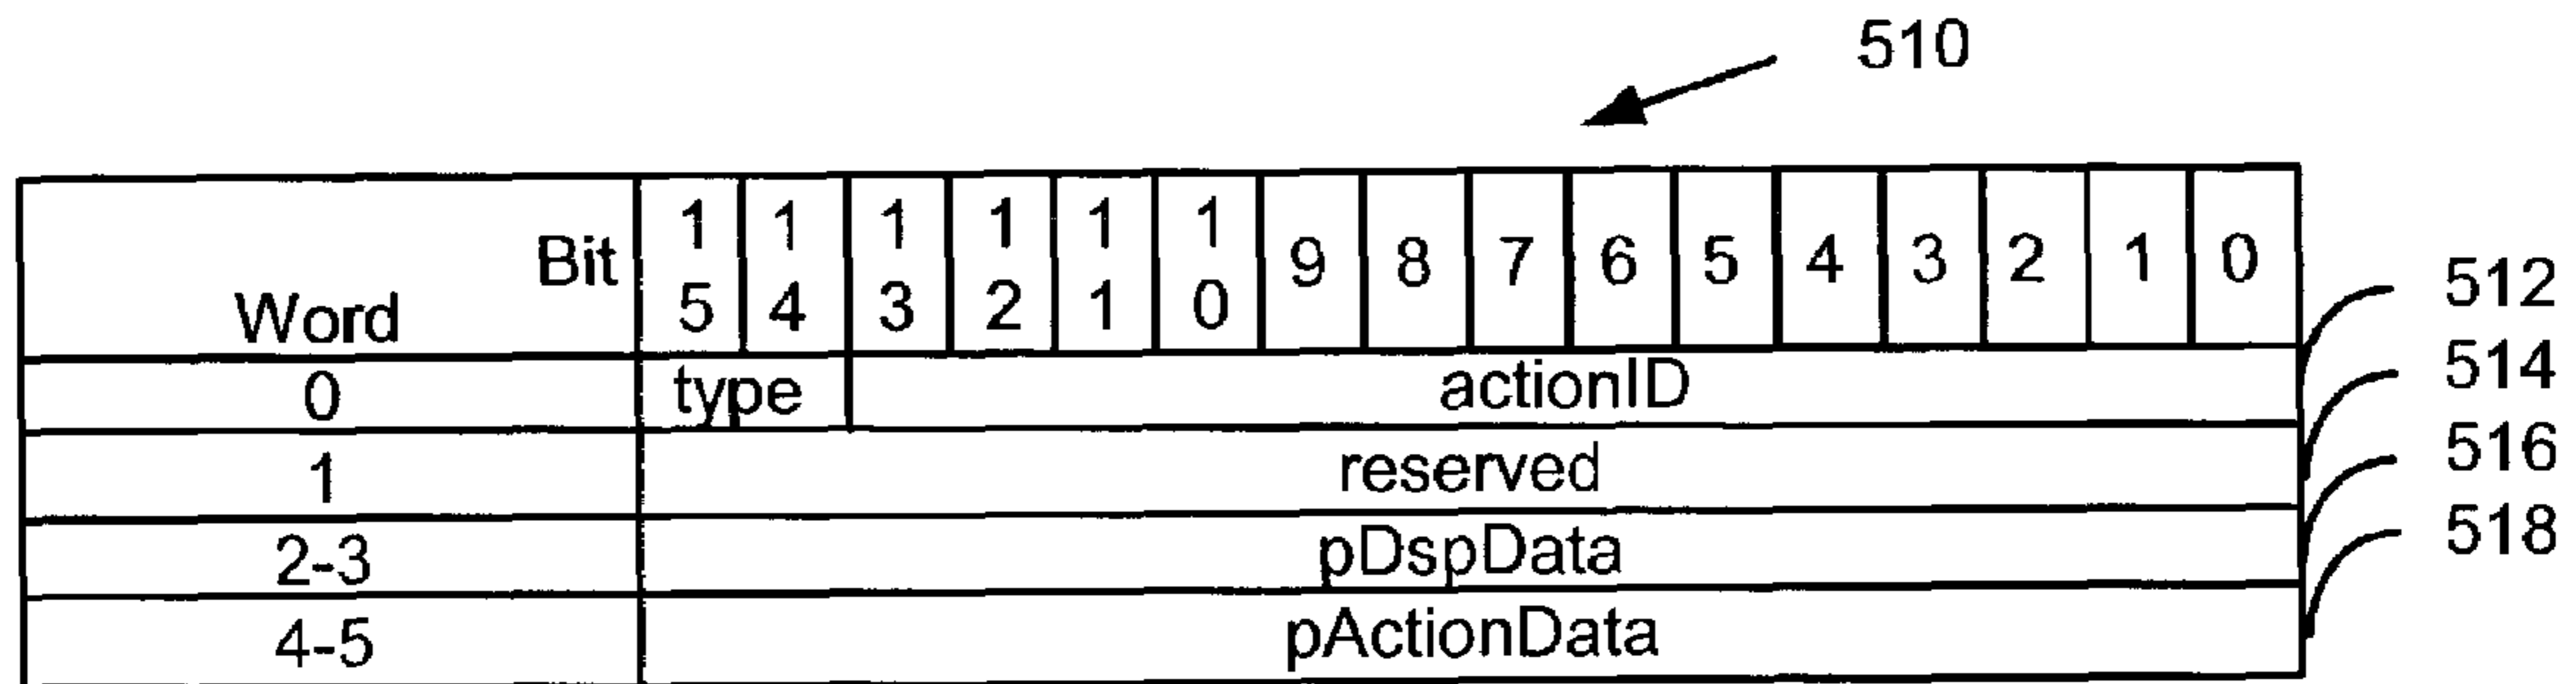 510
Word Bit 15 14 13 12 11 10 9 8 7 6 5 4 3 2 1 0
512
0 type actionID
514
1 reserved
516
2-3 pDspData
518
4-5 pActionData